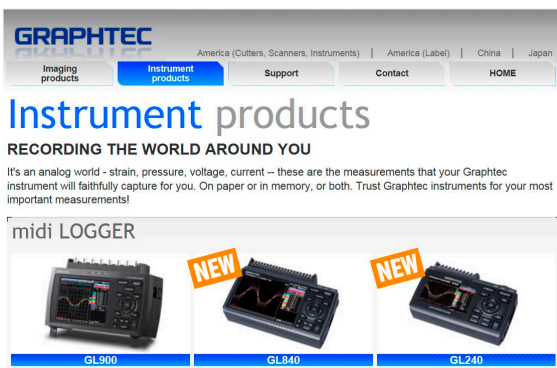 GRAPHTEC
America (Cutters, Scanners, Instruments) | America (Label) | China | Japan
Imaging products
Instrument products
Support
Contact
HOME
Instrument products
RECORDING THE WORLD AROUND YOU
It's an analog world - strain, pressure, voltage, current -- these are the measurements that your Graphtec
instrument will faithfully capture for you. On paper or in memory, or both. Trust Graphtec instruments for your most
important measurements!
midi LOGGER
NEW
NEW
GL900
GL840
GL240